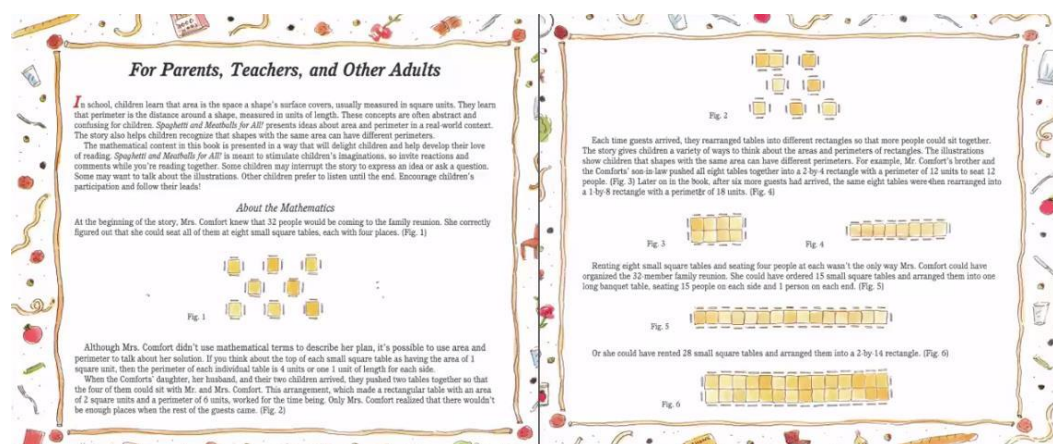 For Parents, Teachers, and Other Adults
In school, children learn that area is the space a shape's surface covers, usually measured in square units. They learn
that perimeter is the distance around a shape, measured in units of length. These concepts are often abstract and
confusing for children. Spaghetti and Meatballs for All! presents ideas about area and perimeter in a real-world context.
The story also helps children recognize that shapes with the same area can have different perimeters.
The mathematical content in this book is presented in a way that will delight children and help develop their love
of reading. Spaghetti and Meatballs for All! is meant to stimulate children's imaginations, so invite reactions and
comments while you're reading together. Some children may interrupt the story to express an idea or ask a question.
Some may want to talk about the illustrations. Other children prefer to listen until the end. Encourage children's
participation and follow their leads!
About the Mathematics
At the beginning of the story, Mrs. Comfort knew that 32 people would be coming to the family reunion. She correctly
figured out that she could seat all of them at eight small square tables, each with four places. (Fig. 1)
Fig. 1
Although Mrs. Comfort didn't use mathematical terms to describe her plan, it's possible to use area and
perimeter to talk about her solution. If you think about the top of each small square table as having the area of 1
square unit, then the perimeter of each individual table is 4 units or one 1 unit of length for each side.
When the Comforts' daughter, her husband, and their two children arrived, they pushed two tables together so that
the four of them could sit with Mr. and Mrs. Comfort. This arrangement, which made a rectangular table with an area
of 2 square units and a perimeter of 6 units, worked for the time being. Only Mrs. Comfort realized that there wouldn't
be enough places when the rest of the guests came. (Fig. 2)
Fig. 2
Each time guests arrived, they rearranged tables into different rectangles so that more people could sit together.
The story gives children a variety of ways to think about the areas and perimeters of rectangles. The illustrations
show children that shapes with the same area can have different perimeters. For example, Mr. Comfort's brother and
the Comforts' son-in-law pushed all eight tables together into a 2-by-4 rectangle with a perimeter of 12 units to seat 12
people. (Fig. 3) Later on in the book, after six more guests had arrived, the same eight tables were then rearranged into
a 1-by-8 rectangle with a perimeter of 18 units. (Fig. 4)
Fig. 3
Fig. 4
Renting eight small square tables and seating four people at each wasn't the only way Mrs. Comfort could have
organized the 32-member family reunion. She could have ordered 15 small square tables and arranged them into one
long banquet table, seating 15 people on each side and 1 person on each end. (Fig. 5)
Fig. 5
Or she could have rented 28 small square tables and arranged them into a 2-by-14 rectangle. (Fig. 6)
Fig. 6